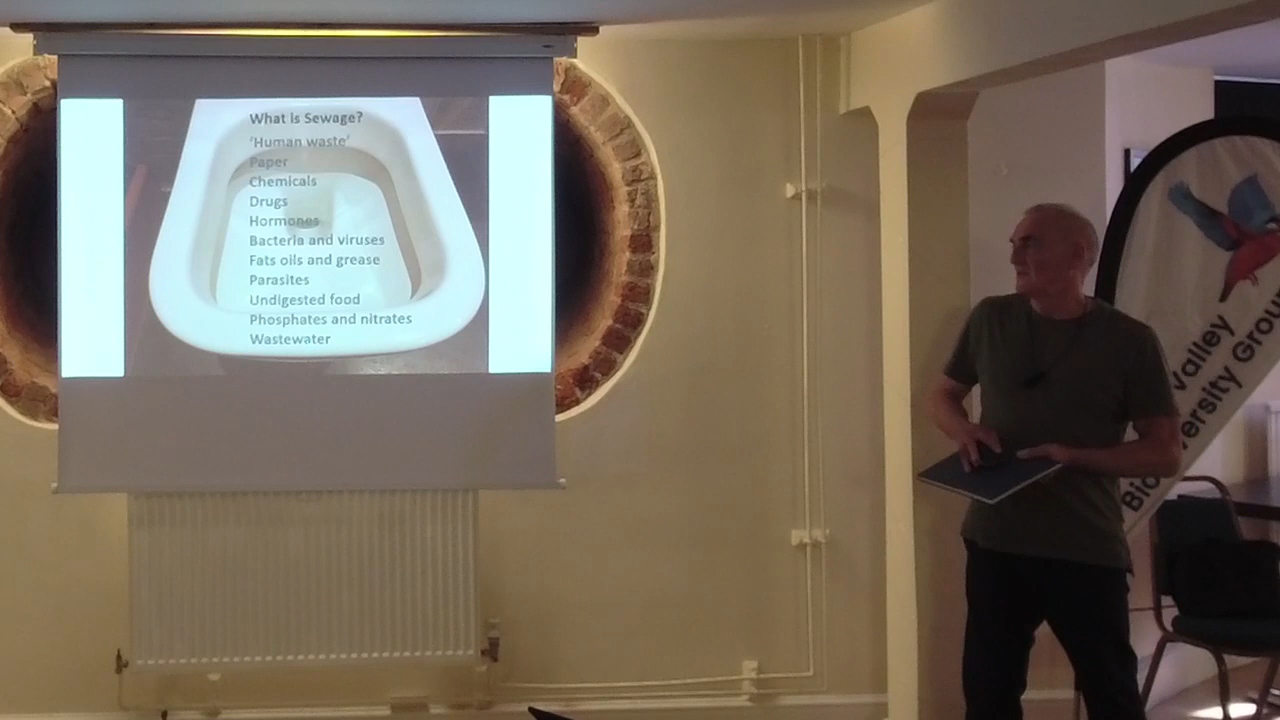 What is Sewage?
'Human waste'
Paper
Chemicals
Drugs
Hormones
Bacteria and viruses
Fats oils and grease
Parasites
Undigested food
Phosphates and nitrates
Wastewater
Valley
Biodiversity Group